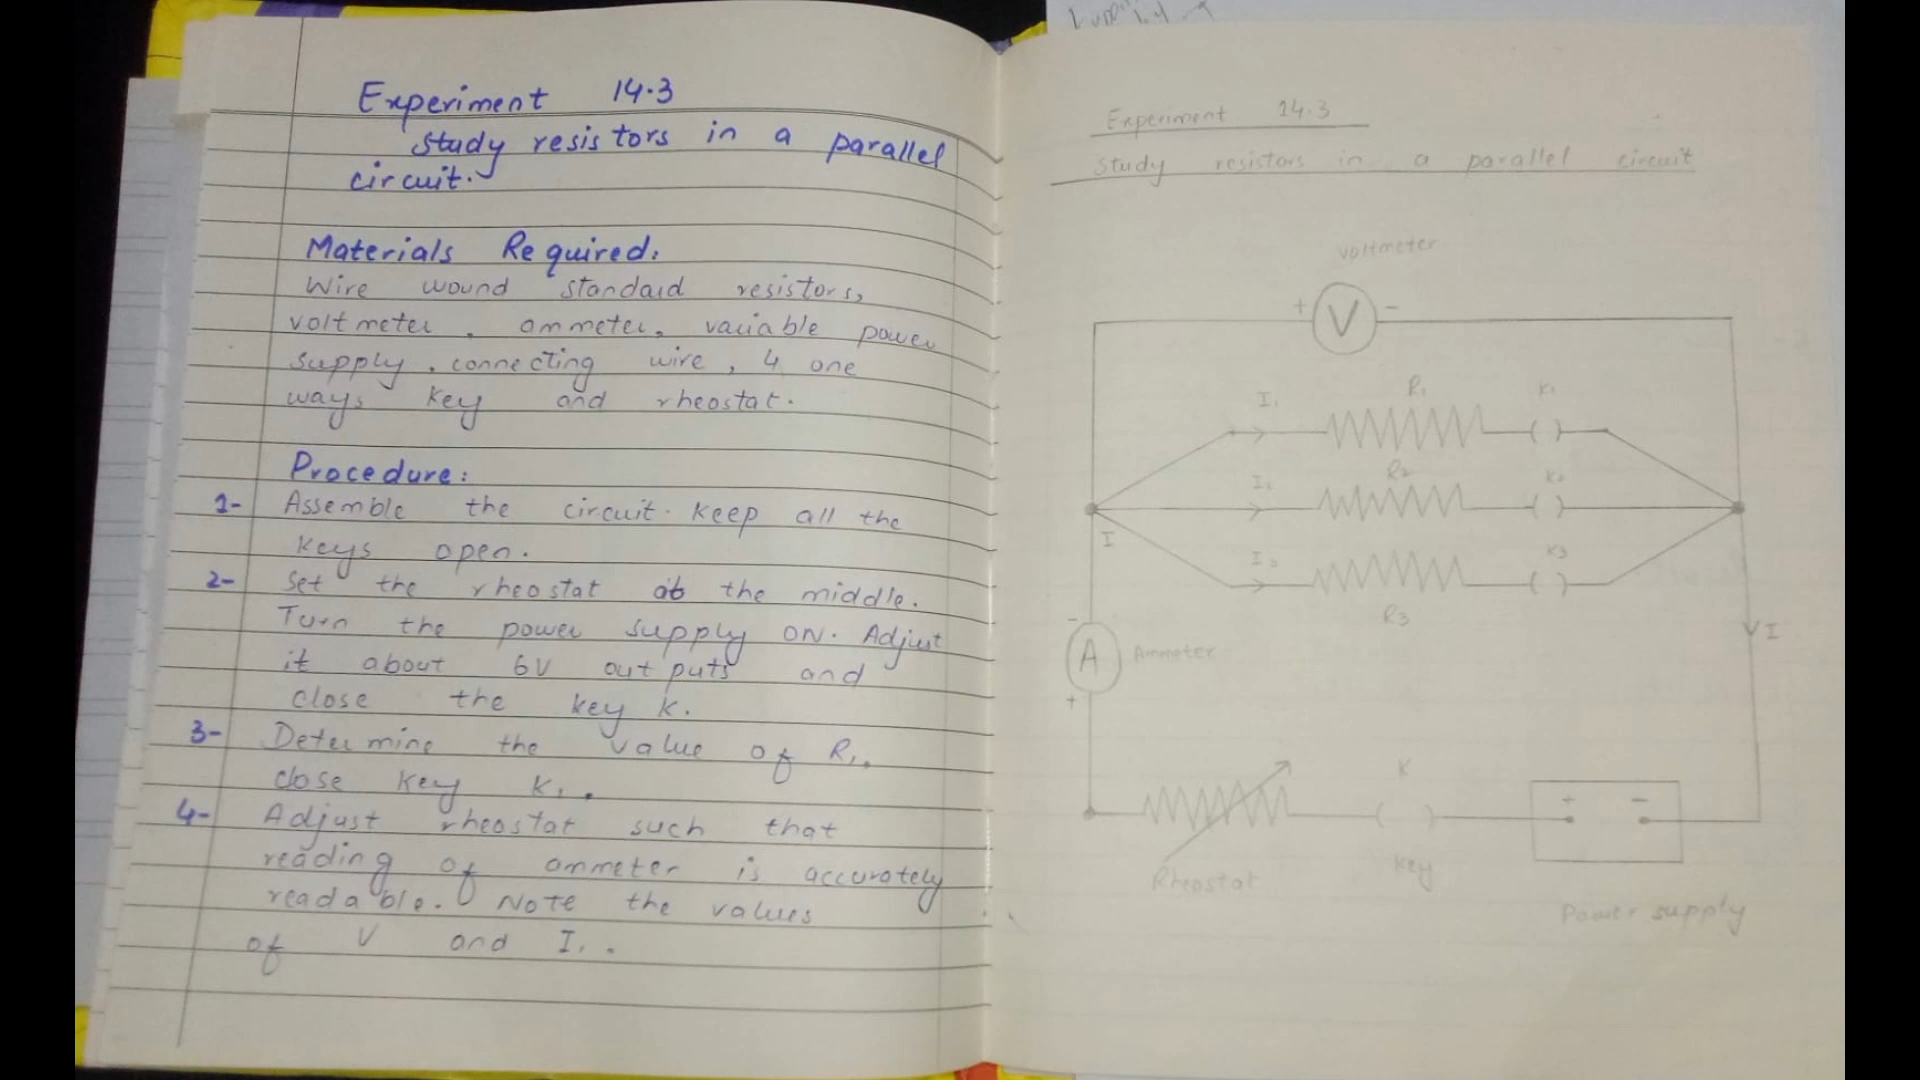 Experiment 14.3
Study resistors in a parallel
circuit.
Materials Required:
Wire wound standard resistors,
voltmeter, ammeter, variable power
supply, connecting wire, 4 one
ways key and rheostat.
Procedure:
1- Assemble the circuit. Keep all the
keys open.
2- Set the rheostat at the middle.
Turn the power supply ON. Adjust
it about 6V outputs and
close the key K.
3- Determine the value of R₁.
close key K₁.
4- Adjust rheostat such that
reading of ammeter is accurately
readable. Note the values
of V and I₁.
Experiment 14.3
Study resistors in a parallel circuit
Voltmeter
+ V -
I₁ R₁ K₁
I₂ R₂ K₂
I
I₃ R₃ K₃
I
-
A Ammeter
+
K
+ -
Rheostat
Key
Power supply